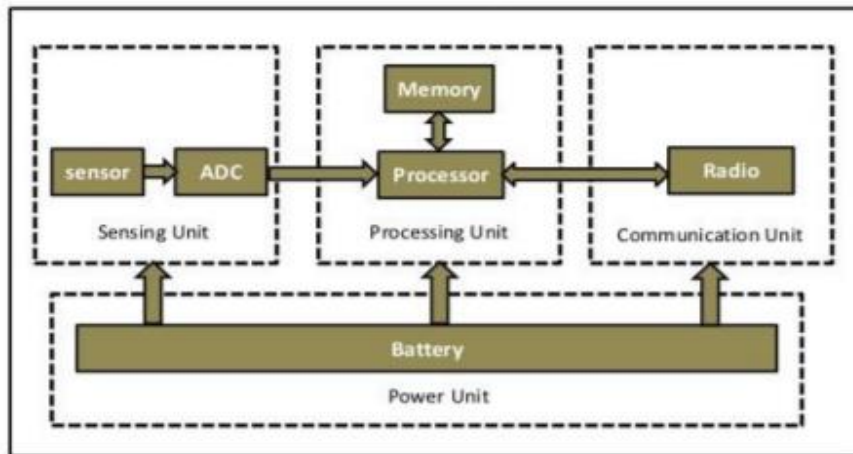 Memory
sensor
ADC
Processor
Radio
Sensing Unit
Processing Unit
Communication Unit
Battery
Power Unit